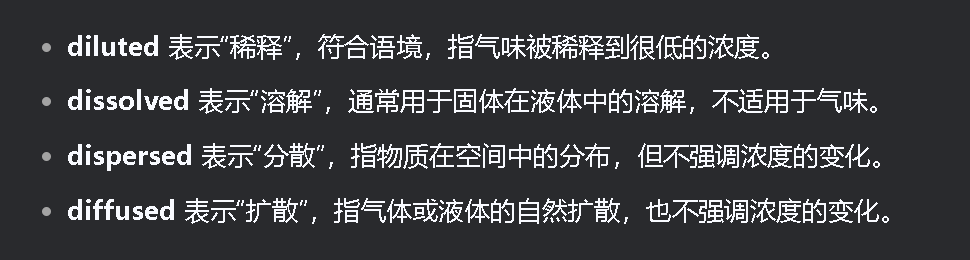 • diluted 表示“稀释”，符合语境，指气味被稀释到很低的浓度。
• dissolved 表示“溶解”，通常用于固体在液体中的溶解，不适用于气味。
• dispersed 表示“分散”，指物质在空间中的分布，但不强调浓度的变化。
• diffused 表示“扩散”，指气体或液体的自然扩散，也不强调浓度的变化。